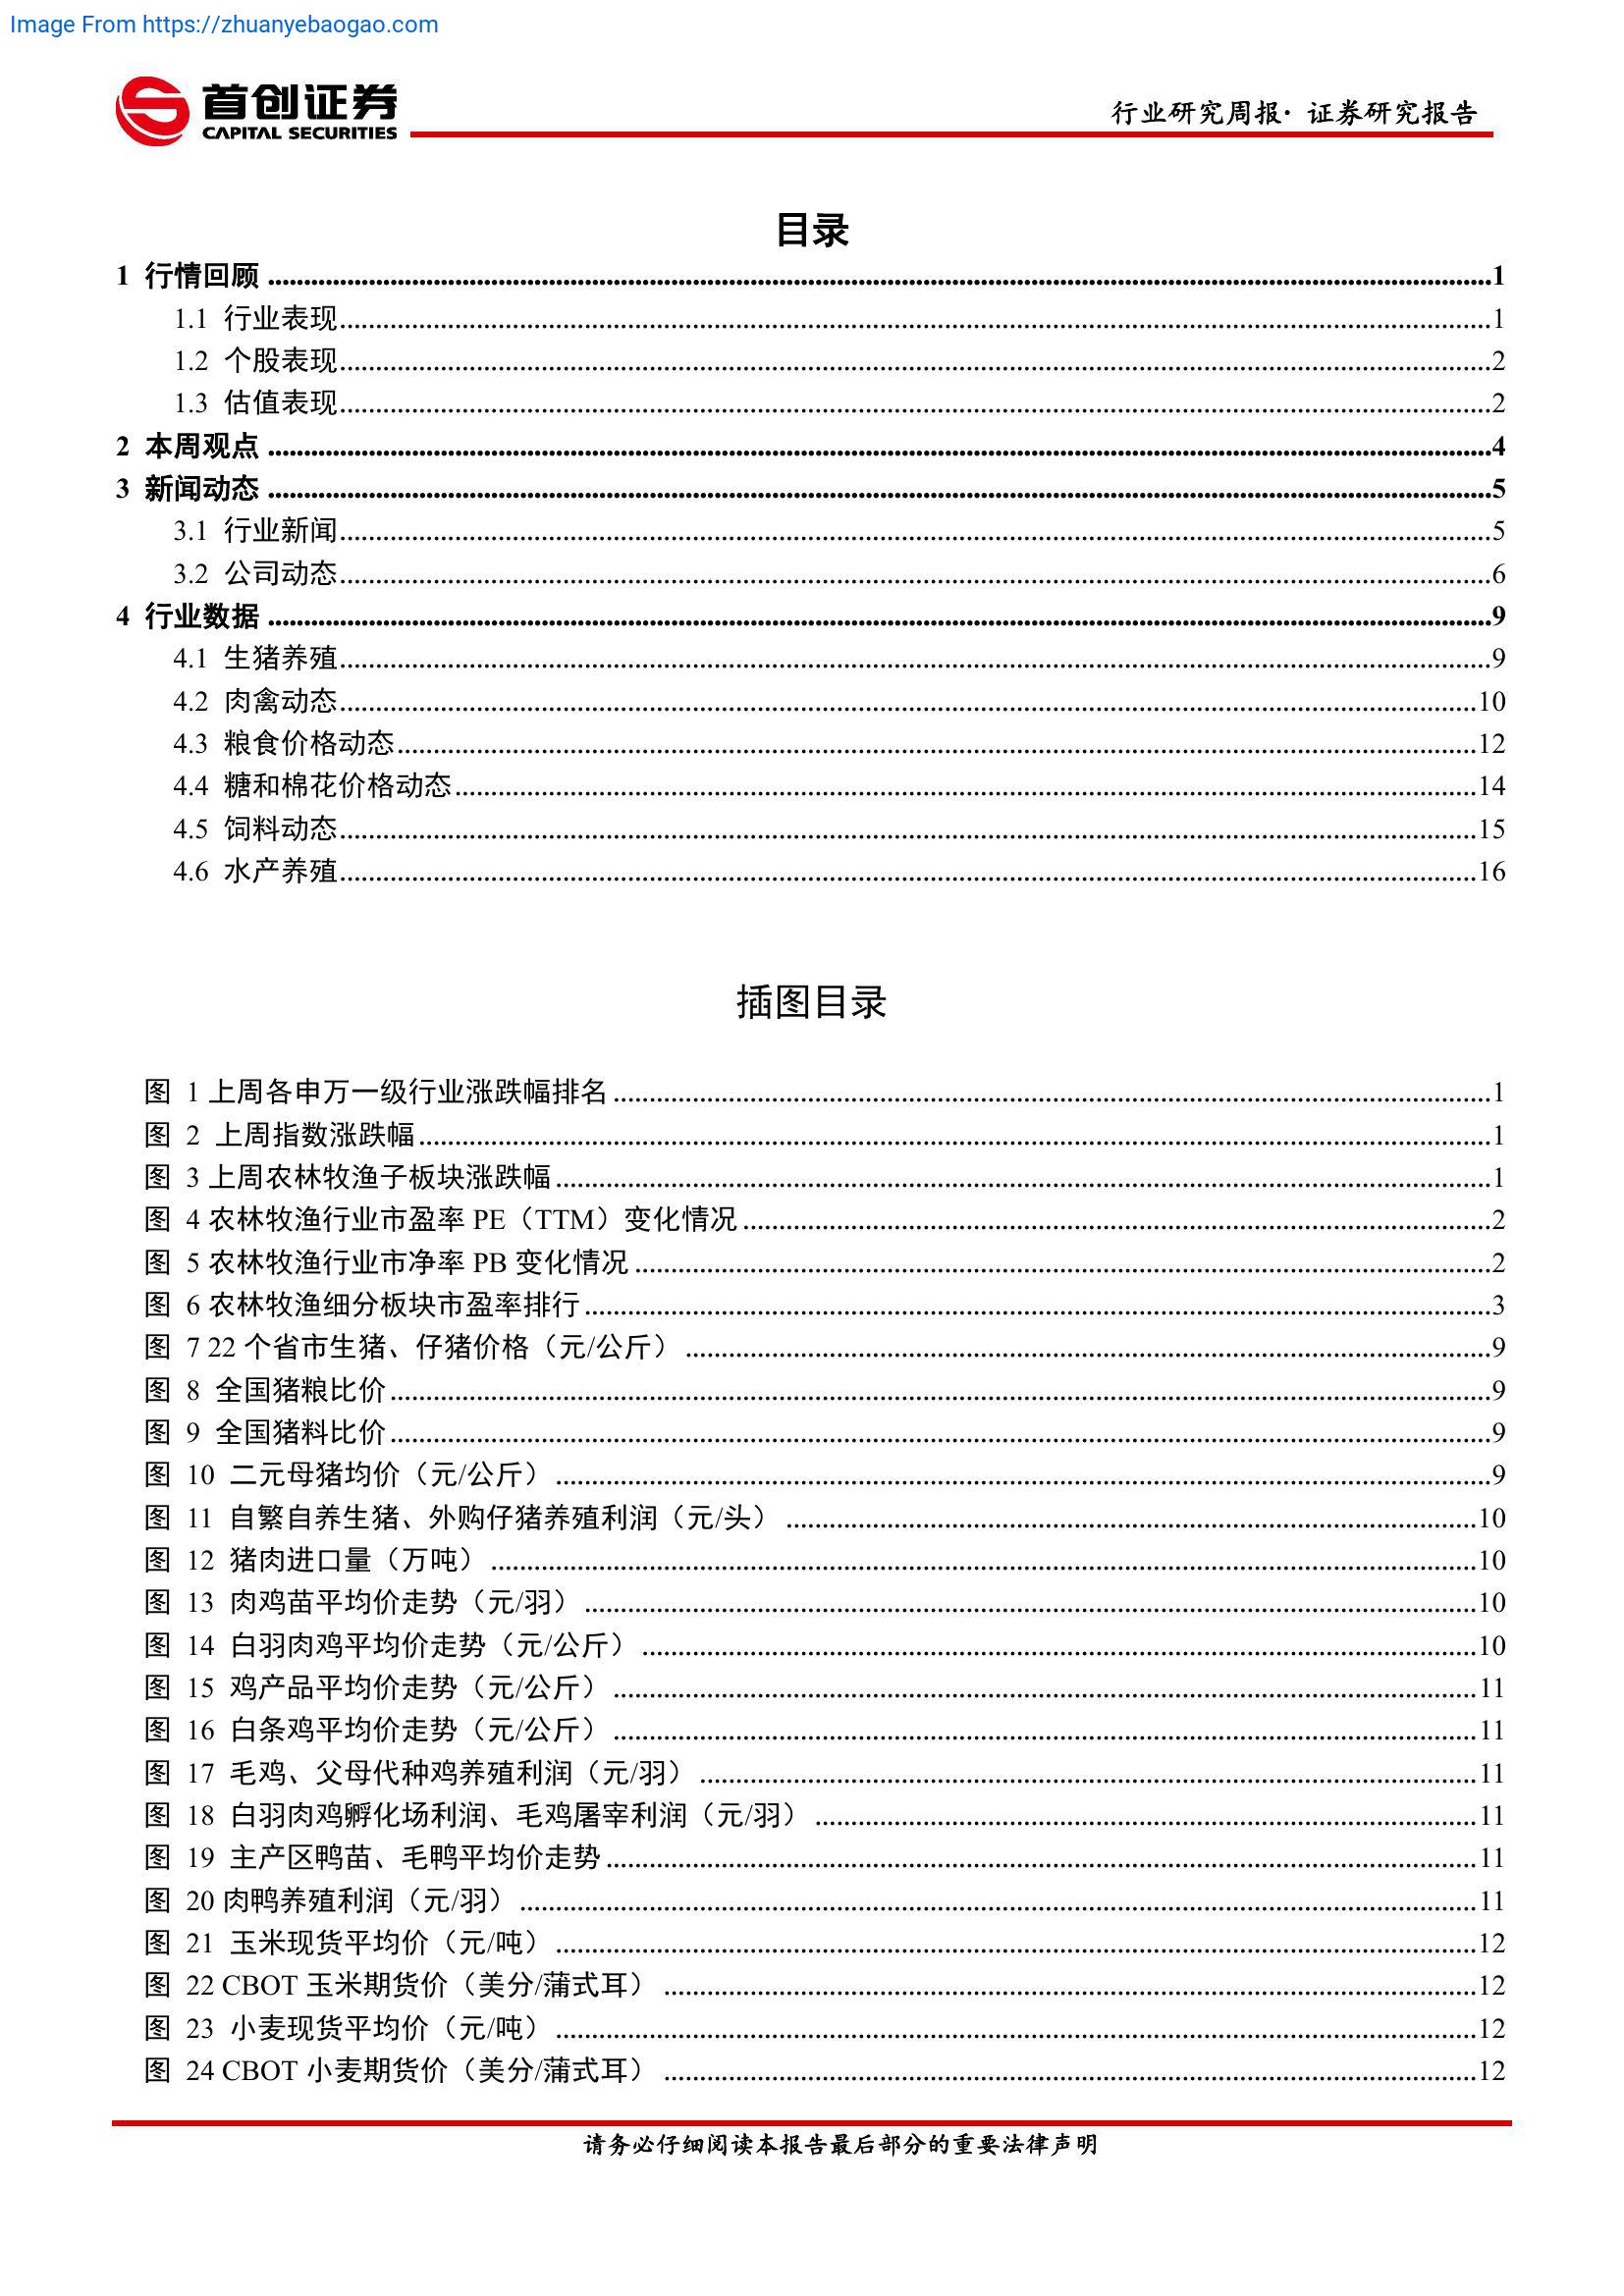 Image From https://zhuanyebaogao.com
首创证券
CAPITAL SECURITIES
行业研究周报· 证券研究报告
目录
1 行情回顾 ........ 1
1.1 行业表现 ........ 1
1.2 个股表现 ........ 2
1.3 估值表现 ........ 2
2 本周观点 ........ 4
3 新闻动态 ........ 5
3.1 行业新闻 ........ 5
3.2 公司动态 ........ 6
4 行业数据 ........ 9
4.1 生猪养殖 ........ 9
4.2 肉禽动态 ........ 10
4.3 粮食价格动态 ........ 12
4.4 糖和棉花价格动态 ........ 14
4.5 饲料动态 ........ 15
4.6 水产养殖 ........ 16
插图目录
图 1 上周各申万一级行业涨跌幅排名 ........ 1
图 2 上周指数涨跌幅 ........ 1
图 3 上周农林牧渔子板块涨跌幅 ........ 1
图 4 农林牧渔行业市盈率 PE（TTM）变化情况 ........ 2
图 5 农林牧渔行业市净率 PB 变化情况 ........ 2
图 6 农林牧渔细分板块市盈率排行 ........ 3
图 7 22 个省市生猪、仔猪价格（元/公斤） ........ 9
图 8 全国猪粮比价 ........ 9
图 9 全国猪料比价 ........ 9
图 10 二元母猪均价（元/公斤） ........ 9
图 11 自繁自养生猪、外购仔猪养殖利润（元/头） ........ 10
图 12 猪肉进口量（万吨） ........ 10
图 13 肉鸡苗平均价走势（元/羽） ........ 10
图 14 白羽肉鸡平均价走势（元/公斤） ........ 10
图 15 鸡产品平均价走势（元/公斤） ........ 11
图 16 白条鸡平均价走势（元/公斤） ........ 11
图 17 毛鸡、父母代种鸡养殖利润（元/羽） ........ 11
图 18 白羽肉鸡孵化场利润、毛鸡屠宰利润（元/羽） ........ 11
图 19 主产区鸭苗、毛鸭平均价走势 ........ 11
图 20 肉鸭养殖利润（元/羽） ........ 11
图 21 玉米现货平均价（元/吨） ........ 12
图 22 CBOT 玉米期货价（美分/蒲式耳） ........ 12
图 23 小麦现货平均价（元/吨） ........ 12
图 24 CBOT 小麦期货价（美分/蒲式耳） ........ 12
请务必仔细阅读本报告最后部分的重要法律声明